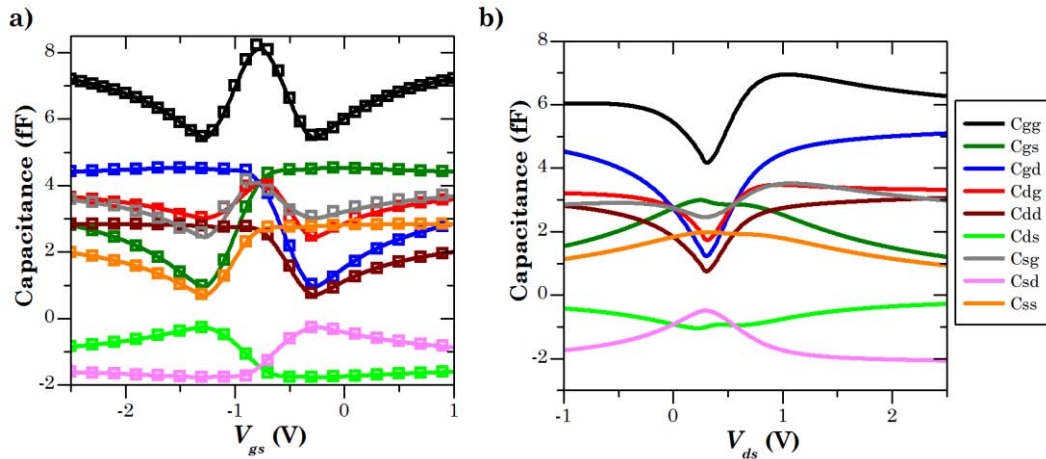 a)
Capacitance (fF)
8
6
4
2
0
-2
-2
-1
0
1
Vgs (V)
b)
Capacitance (fF)
8
6
4
2
0
-2
-1
0
1
2
Vds (V)
Cgg
Cgs
Cgd
Cdg
Cdd
Cds
Csg
Csd
Css